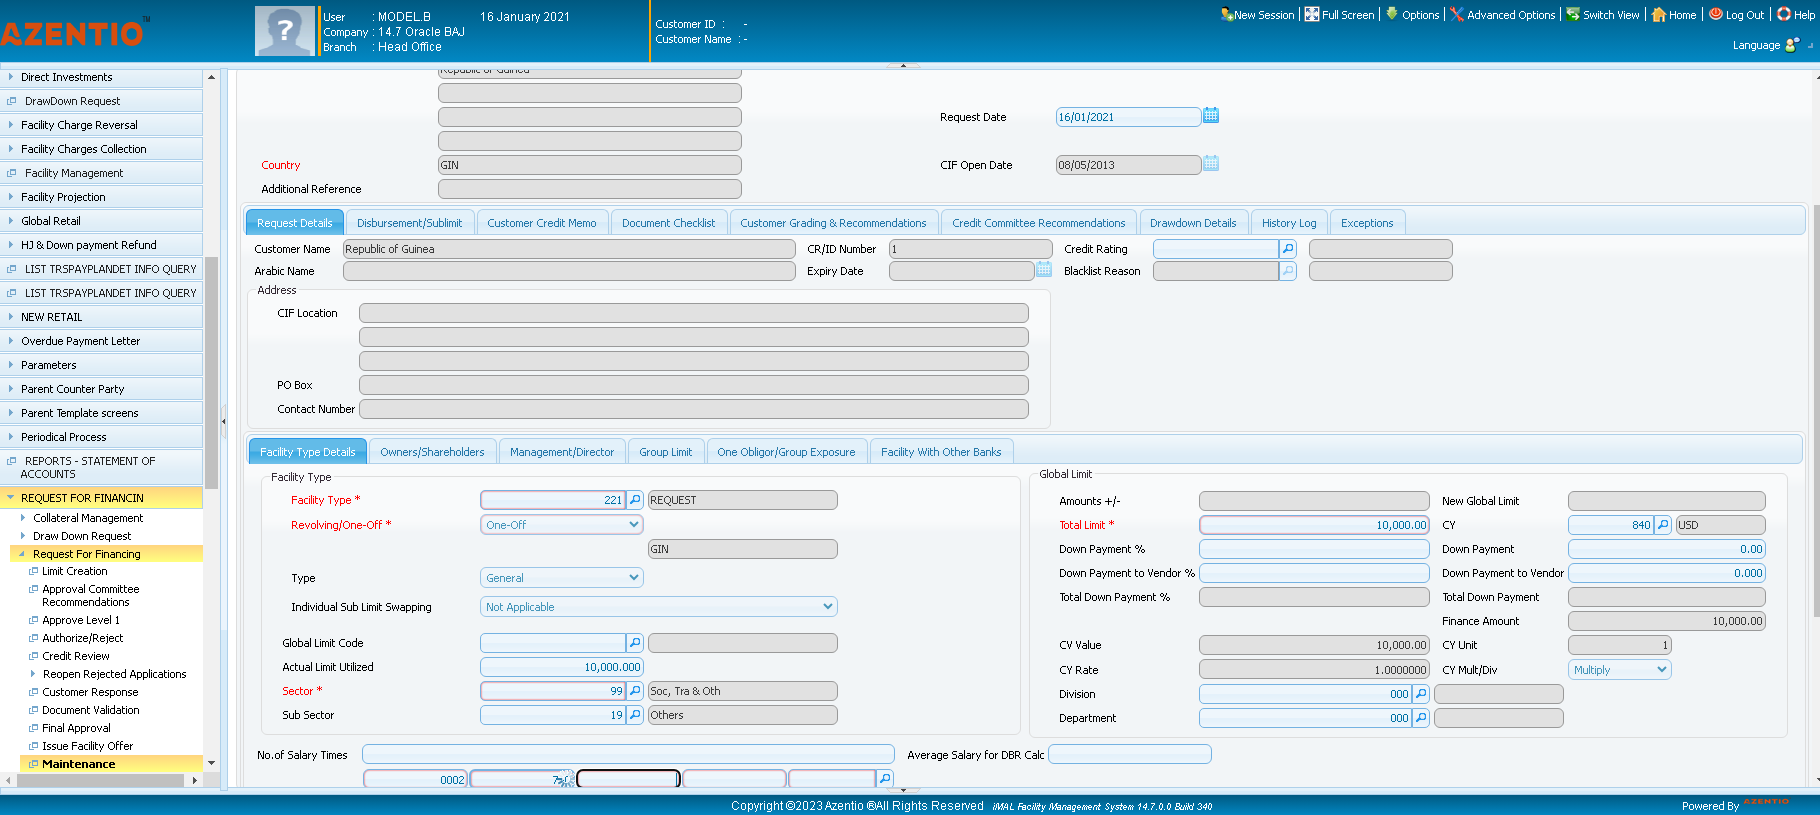 AZENTIO™
User : MODEL.B 16 January 2021
Company : 14.7 Oracle BAJ
Branch : Head Office
Customer ID : -
Customer Name : -
New Session Full Screen Options Advanced Options Switch View Home Log Out Help
Language
Direct Investments
DrawDown Request
Facility Charge Reversal
Facility Charges Collection
Facility Management
Facility Projection
Global Retail
HJ & Down payment Refund
LIST TRSPAYPLANDET INFO QUERY
LIST TRSPAYPLANDET INFO QUERY
NEW RETAIL
Overdue Payment Letter
Parameters
Parent Counter Party
Parent Template screens
Periodical Process
REPORTS - STATEMENT OF
ACCOUNTS
REQUEST FOR FINANCIN
Collateral Management
Draw Down Request
Request For Financing
Limit Creation
Approval Committee
Recommendations
Approve Level 1
Authorize/Reject
Credit Review
Reopen Rejected Applications
Customer Response
Document Validation
Final Approval
Issue Facility Offer
Maintenance
Republic of Guinea
Request Date 16/01/2021
Country GIN CIF Open Date 08/05/2013
Additional Reference
Request Details Disbursement/Sublimit Customer Credit Memo Document Checklist Customer Grading & Recommendations Credit Committee Recommendations Drawdown Details History Log Exceptions
Customer Name Republic of Guinea CR/ID Number 1 Credit Rating
Arabic Name Expiry Date Blacklist Reason
Address
CIF Location
PO Box
Contact Number
Facility Type Details Owners/Shareholders Management/Director Group Limit One Obligor/Group Exposure Facility With Other Banks
Facility Type
Facility Type * 221 REQUEST
Revolving/One-Off * One-Off
GIN
Type General
Individual Sub Limit Swapping Not Applicable
Global Limit Code
Actual Limit Utilized 10,000.000
Sector * 99 Soc, Tra & Oth
Sub Sector 19 Others
Global Limit
Amounts +/- New Global Limit
Total Limit * 10,000.00 CY 840 USD
Down Payment % Down Payment 0.00
Down Payment to Vendor % Down Payment to Vendor 0.000
Total Down Payment % Total Down Payment
Finance Amount 10,000.00
CV Value 10,000.00 CY Unit 1
CY Rate 1.0000000 CY Mult/Div Multiply
Division 000
Department 000
No.of Salary Times Average Salary for DBR Calc
0002
Copyright ©2023 Azentio ®All Rights Reserved iMAL Facility Management System 14.7.0.0 Build 340
Powered By AZENTIO